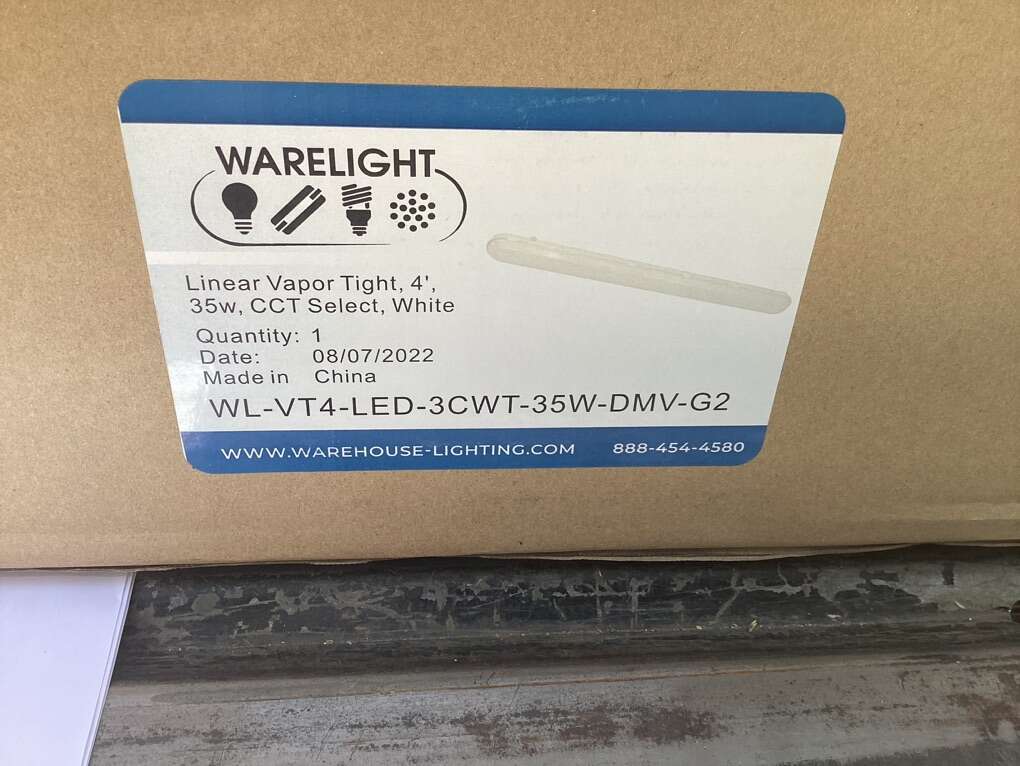 WARELIGHT
Linear Vapor Tight, 4',
35w, CCT Select, White
Quantity: 1
Date: 08/07/2022
Made in China
WL-VT4-LED-3CWT-35W-DMV-G2
WWW.WAREHOUSE-LIGHTING.COM 888-454-4580